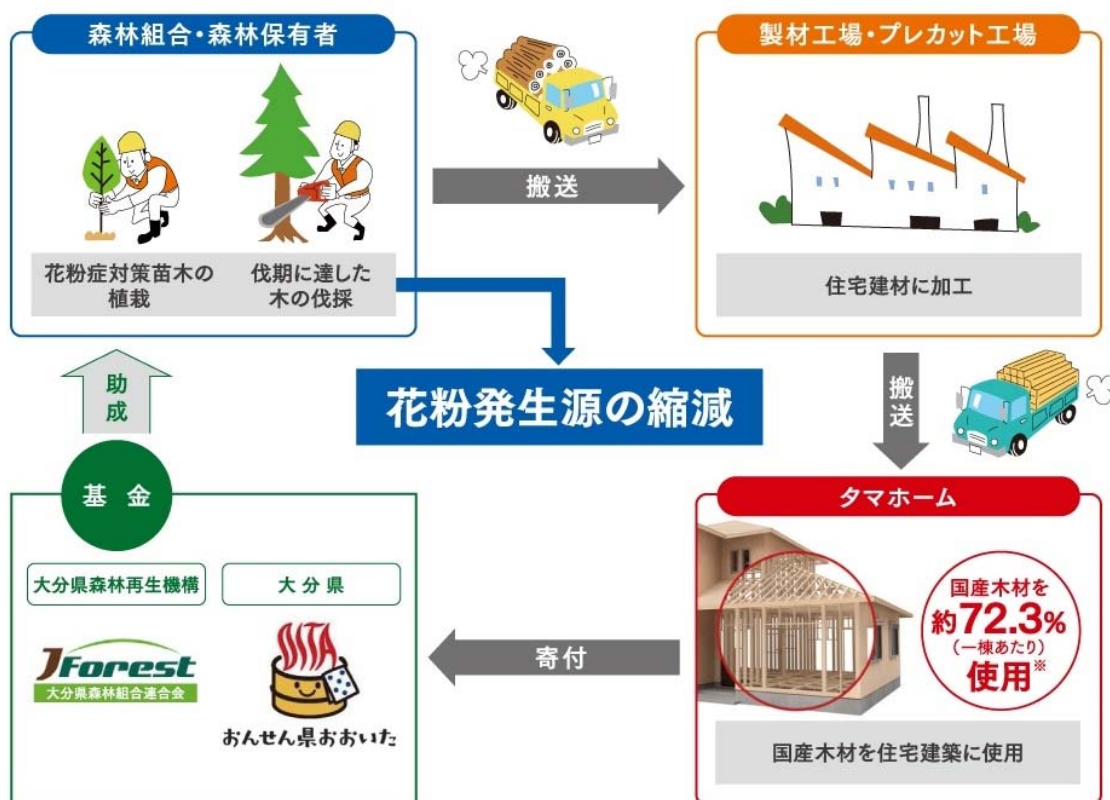 森林組合・森林保有者
花粉症対策苗木の
植栽
伐期に達した
木の伐採
搬送
製材工場・プレカット工場
住宅建材に加工
搬送
花粉発生源の縮減
助成
基金
大分県森林再生機構
大分県
JForest
大分県森林組合連合会
OITA
おんせん県おおいた
寄付
タマホーム
国産木材を
約72.3%
(一棟あたり)
使用※
国産木材を住宅建築に使用